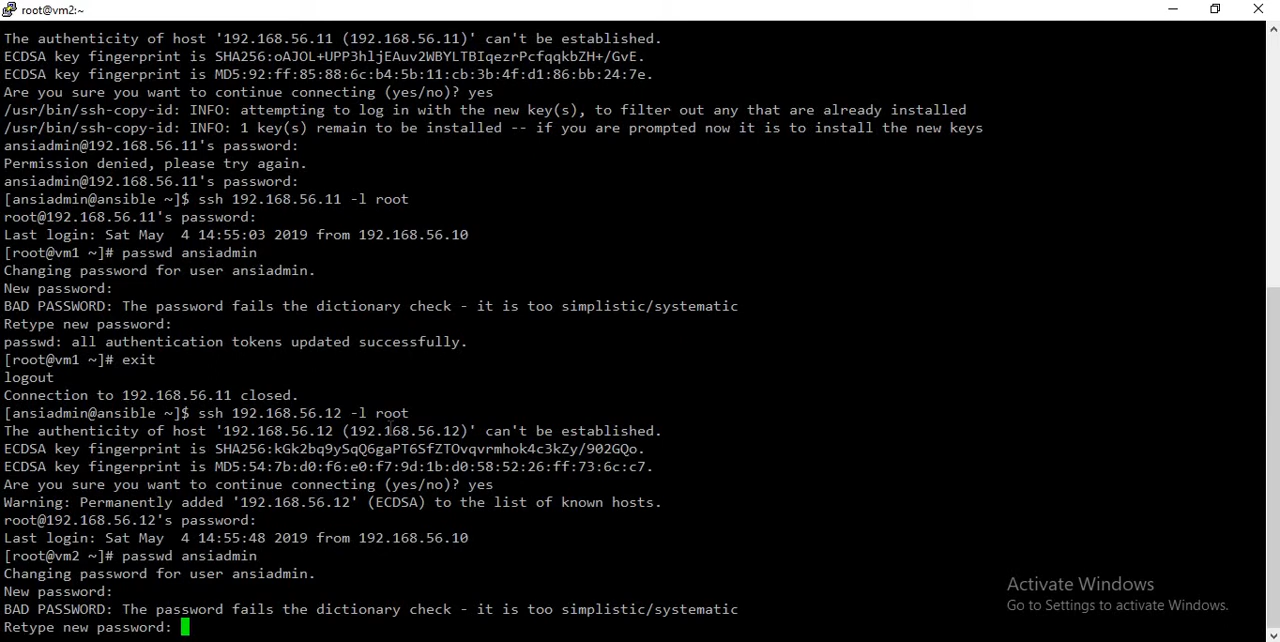 root@vm2:~
The authenticity of host '192.168.56.11 (192.168.56.11)' can't be established.
ECDSA key fingerprint is SHA256:oAJOL+UPP3hljEAuv2WBYLTBIqezrPcfqqkbZH+/GvE.
ECDSA key fingerprint is MD5:92:ff:85:88:6c:b4:5b:11:cb:3b:4f:d1:86:bb:24:7e.
Are you sure you want to continue connecting (yes/no)? yes
/usr/bin/ssh-copy-id: INFO: attempting to log in with the new key(s), to filter out any that are already installed
/usr/bin/ssh-copy-id: INFO: 1 key(s) remain to be installed -- if you are prompted now it is to install the new keys
ansiadmin@192.168.56.11's password:
Permission denied, please try again.
ansiadmin@192.168.56.11's password:
[ansiadmin@ansible ~]$ ssh 192.168.56.11 -l root
root@192.168.56.11's password:
Last login: Sat May  4 14:55:03 2019 from 192.168.56.10
[root@vm1 ~]# passwd ansiadmin
Changing password for user ansiadmin.
New password:
BAD PASSWORD: The password fails the dictionary check - it is too simplistic/systematic
Retype new password:
passwd: all authentication tokens updated successfully.
[root@vm1 ~]# exit
logout
Connection to 192.168.56.11 closed.
[ansiadmin@ansible ~]$ ssh 192.168.56.12 -l root
The authenticity of host '192.168.56.12 (192.168.56.12)' can't be established.
ECDSA key fingerprint is SHA256:kGk2bq9ySqQ6gaPT6SfZTOvqvrmhok4c3kZy/902GQo.
ECDSA key fingerprint is MD5:54:7b:d0:f6:e0:f7:9d:1b:d0:58:52:26:ff:73:6c:c7.
Are you sure you want to continue connecting (yes/no)? yes
Warning: Permanently added '192.168.56.12' (ECDSA) to the list of known hosts.
root@192.168.56.12's password:
Last login: Sat May  4 14:55:48 2019 from 192.168.56.10
[root@vm2 ~]# passwd ansiadmin
Changing password for user ansiadmin.
New password:
BAD PASSWORD: The password fails the dictionary check - it is too simplistic/systematic
Retype new password:
Activate Windows
Go to Settings to activate Windows.